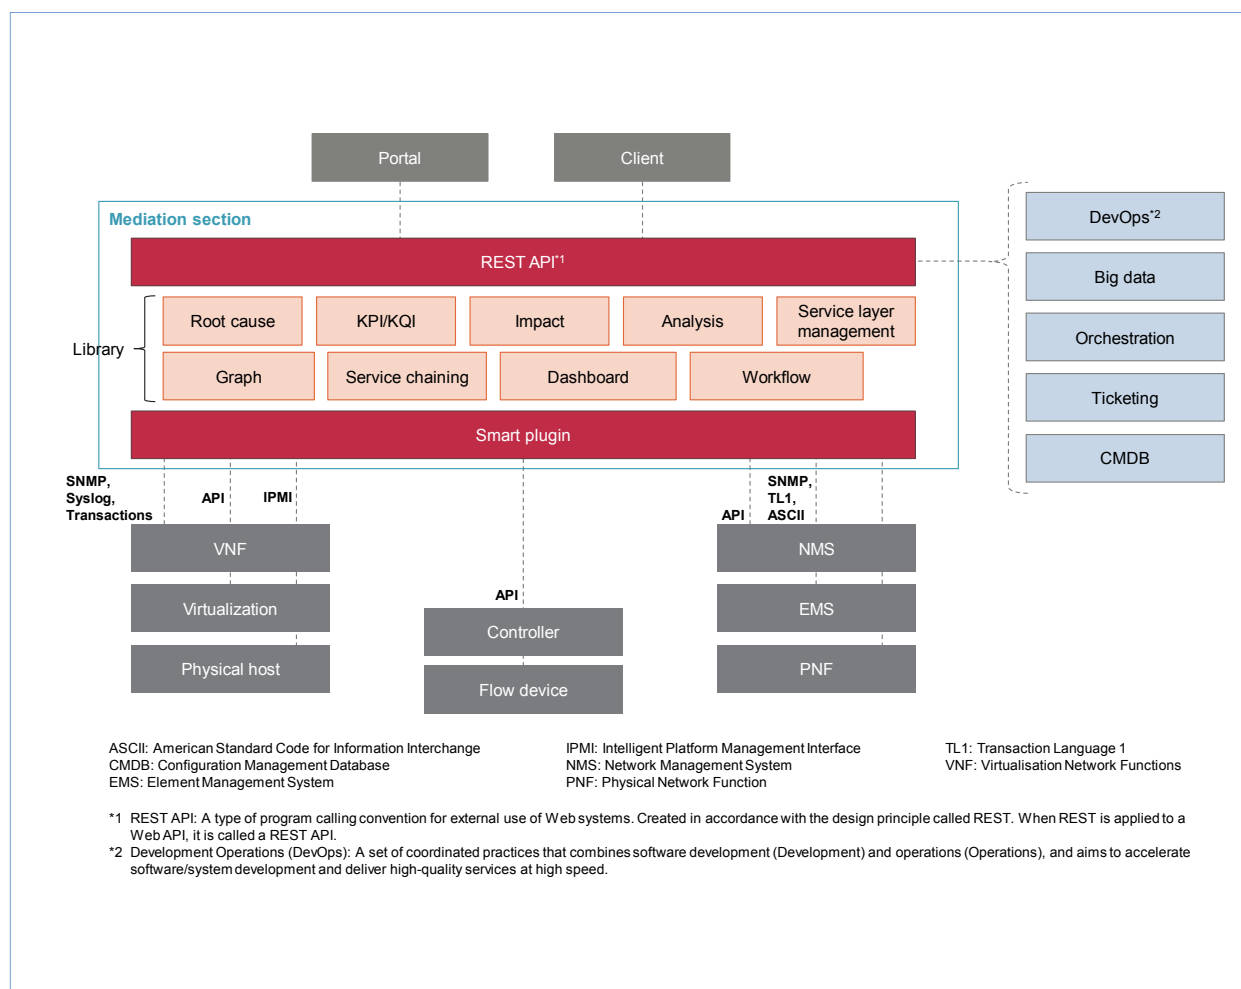 Portal
Client
Mediation section
REST API*1
DevOps*2
Big data
Orchestration
Ticketing
CMDB
Library
Root cause
KPI/KQI
Impact
Analysis
Service layer
management
Graph
Service chaining
Dashboard
Workflow
Smart plugin
SNMP,
Syslog,
Transactions
API
IPMI
API
API
SNMP,
TL1,
ASCII
VNF
Virtualization
Physical host
Controller
Flow device
NMS
EMS
PNF
ASCII: American Standard Code for Information Interchange
CMDB: Configuration Management Database
EMS: Element Management System
IPMI: Intelligent Platform Management Interface
NMS: Network Management System
PNF: Physical Network Function
TL1: Transaction Language 1
VNF: Virtualisation Network Functions
*1 REST API: A type of program calling convention for external use of Web systems. Created in accordance with the design principle called REST. When REST is applied to a
Web API, it is called a REST API.
*2 Development Operations (DevOps): A set of coordinated practices that combines software development (Development) and operations (Operations), and aims to accelerate
software/system development and deliver high-quality services at high speed.